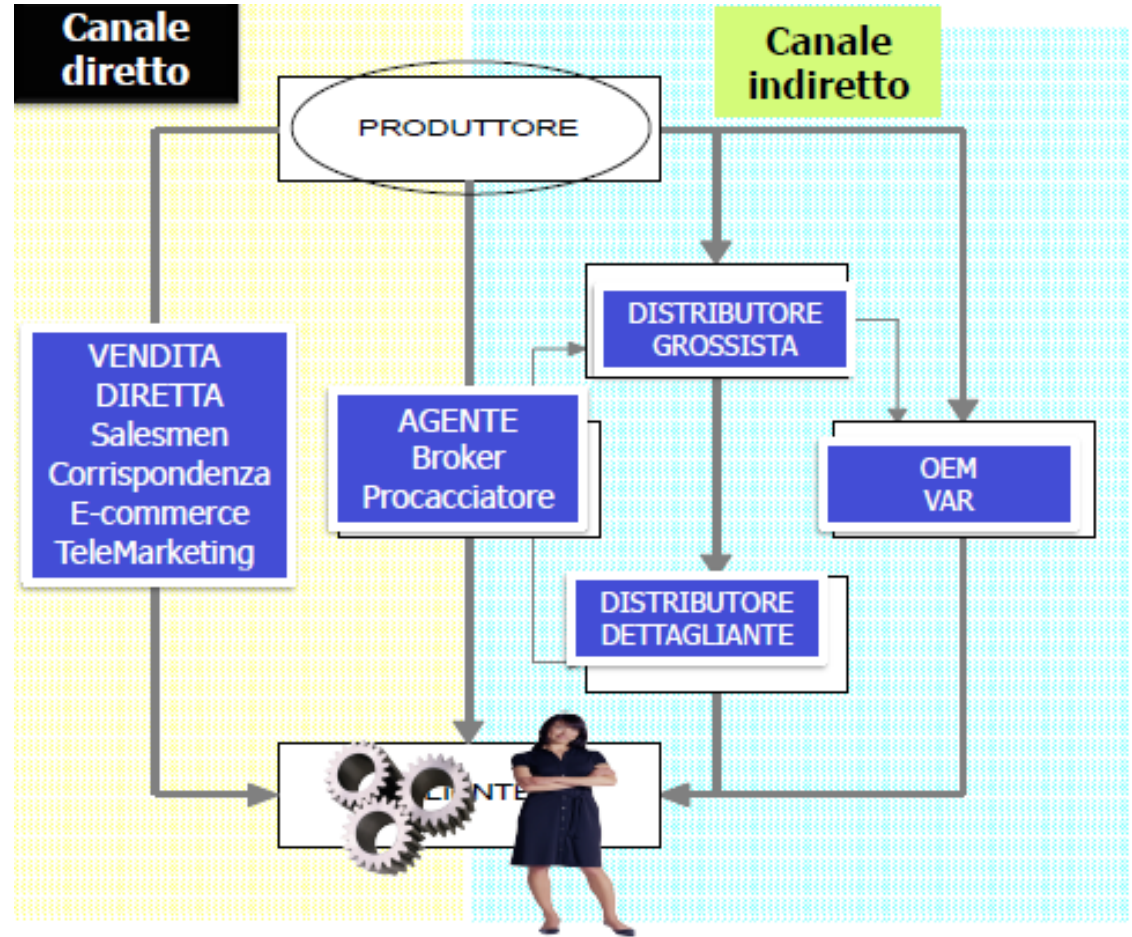 Canale
diretto
Canale
indiretto
PRODUTTORE
VENDITA
DIRETTA
Salesmen
Corrispondenza
E-commerce
TeleMarketing
AGENTE
Broker
Procacciatore
DISTRIBUTORE
GROSSISTA
OEM
VAR
DISTRIBUTORE
DETTAGLIANTE